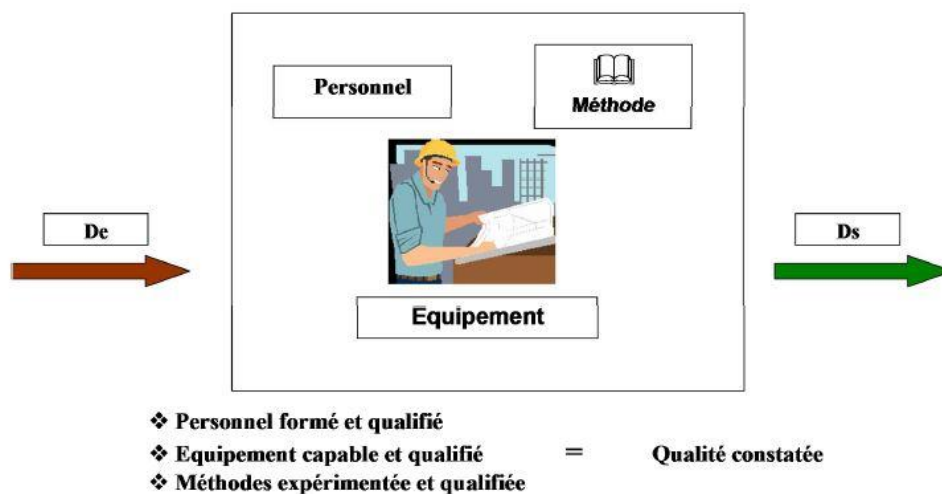 Personnel
Méthode
De
Ds
Equipement
❖ Personnel formé et qualifié
❖ Equipement capable et qualifié = Qualité constatée
❖ Méthodes expérimentée et qualifiée